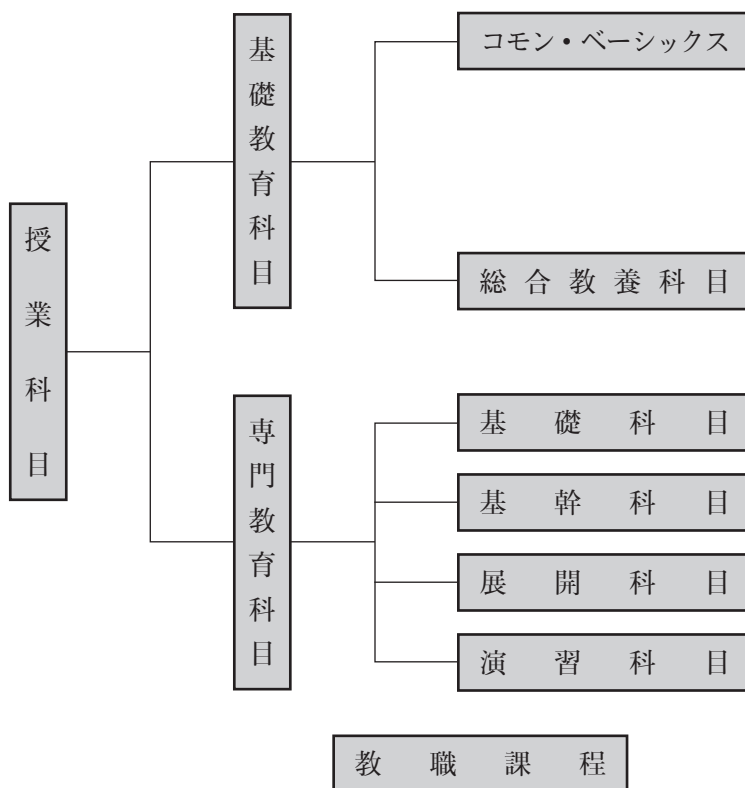 授業科目
基礎教育科目
コモン・ベーシックス
総合教養科目
専門教育科目
基礎科目
基幹科目
展開科目
演習科目
教職課程